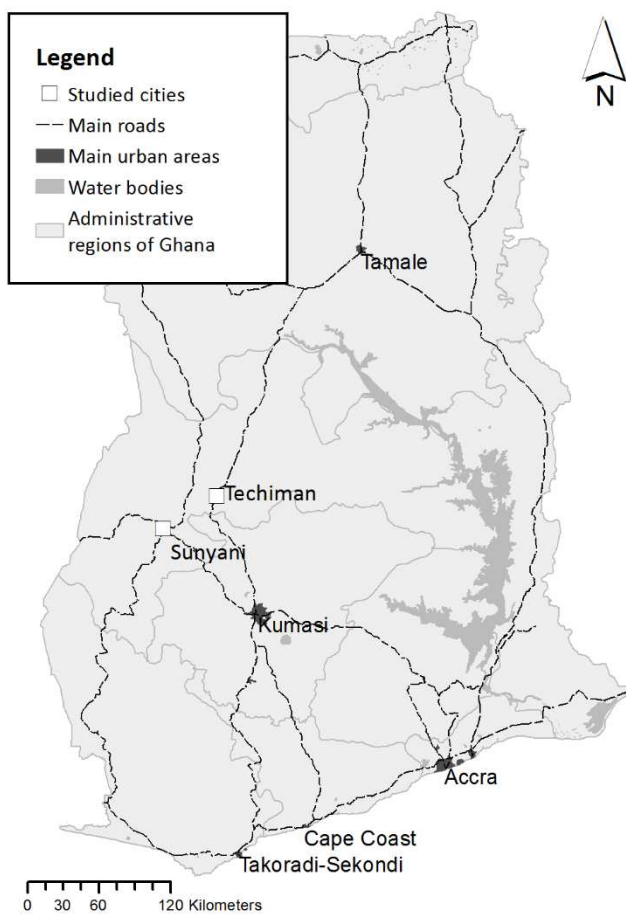 Legend
Studied cities
Main roads
Main urban areas
Water bodies
Administrative
regions of Ghana
N
Tamale
Techiman
Sunyani
Kumasi
Accra
Cape Coast
Takoradi-Sekondi
0 30 60 120 Kilometers